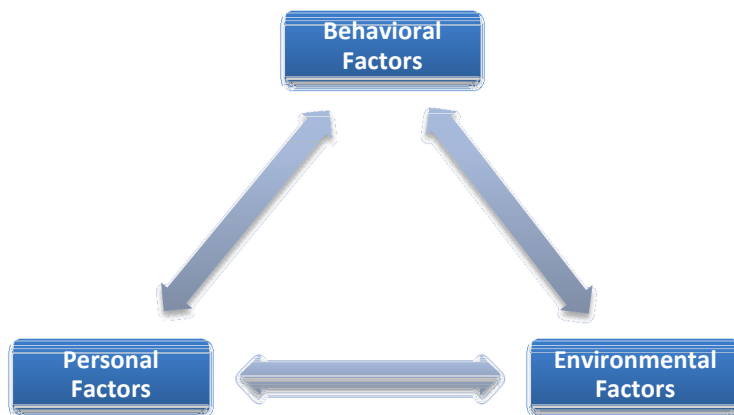 Behavioral
Factors
Personal
Factors
Environmental
Factors